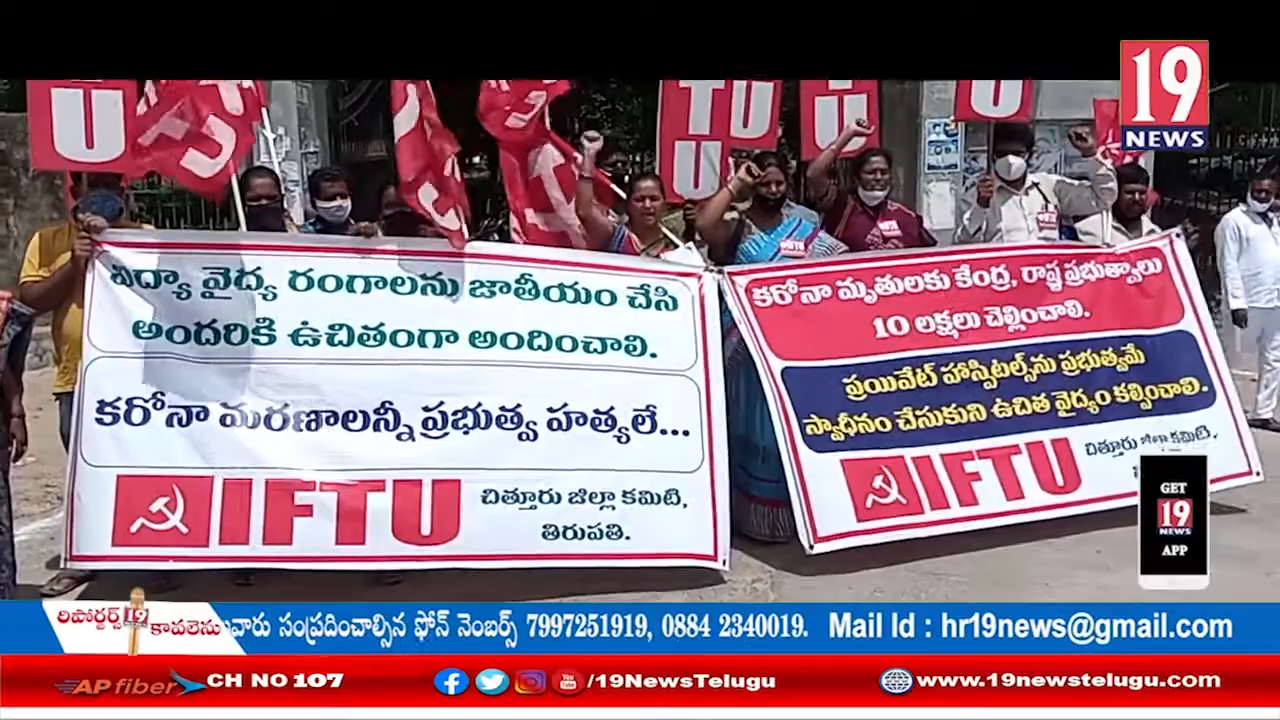 19
NEWS
U
TU
U
U
U
విద్యా వైద్య రంగాలను జాతీయం చేసి
అందరికి ఉచితంగా అందించాలి.
కరోనా మరణాలన్నీ ప్రభుత్వ హత్యలే...
IFTU
చిత్తూరు జిల్లా కమిటి,
తిరుపతి.
కరోనా మృతులకు కేంద్ర, రాష్ట్ర ప్రభుత్వాలు
10 లక్షలు చెల్లించాలి.
ప్రయివేట్ హాస్పిటల్స్‌ను ప్రభుత్వమే
స్వాధీనం చేసుకుని ఉచిత వైద్యం కల్పించాలి.
IFTU
చిత్తూరు జిల్లా కమిటి,
GET
19
NEWS
APP
రిపోర్టర్స్ కావలెను
వారు సంప్రదించాల్సిన ఫోన్ నెంబర్స్ 7997251919, 0884 2340019. Mail Id : hr19news@gmail.com
AP fiber CH NO 107 /19NewsTelugu www.19newstelugu.com